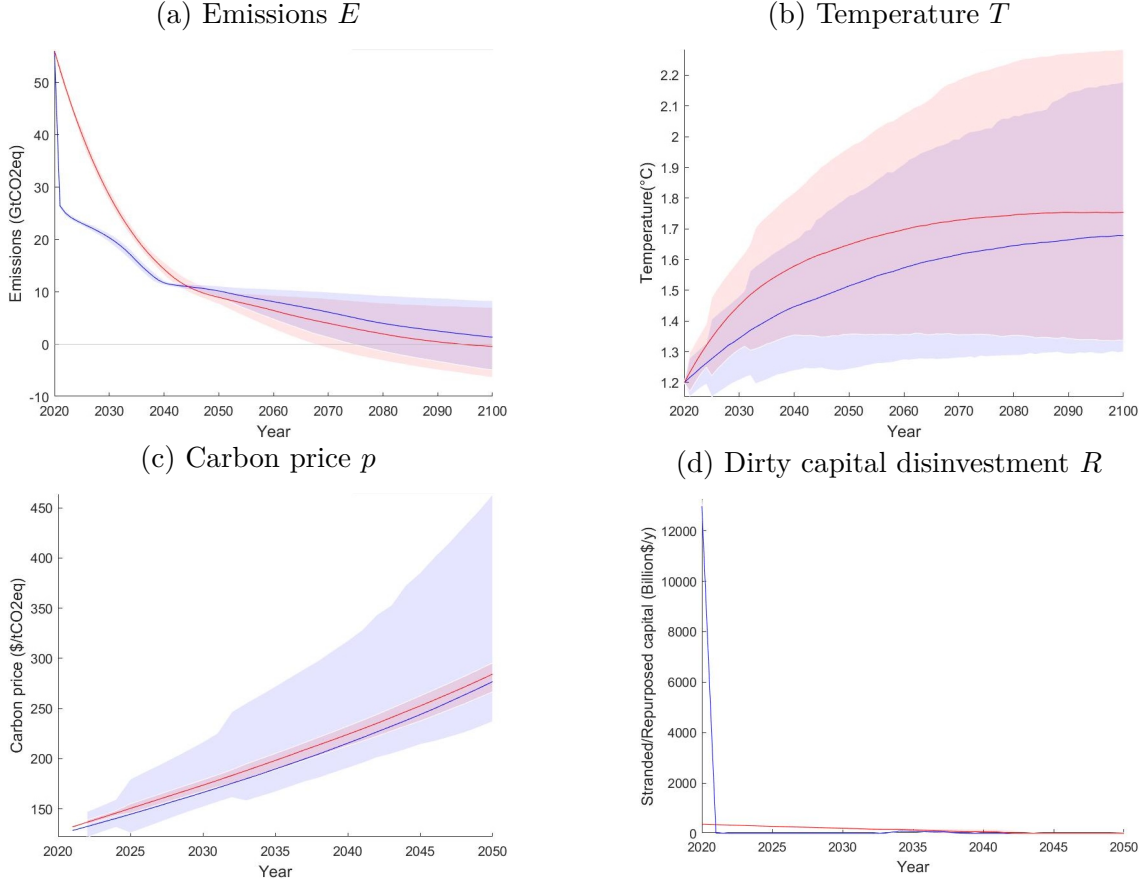 (a) Emissions E
(b) Temperature T
Emissions (GtCO2eq)
50
40
30
20
10
0
-10
2020 2030 2040 2050 2060 2070 2080 2090 2100
Year
Temperature(°C)
2.2
2.1
2
1.9
1.8
1.7
1.6
1.5
1.4
1.3
1.2
2020 2030 2040 2050 2060 2070 2080 2090 2100
Year
(c) Carbon price p
(d) Dirty capital disinvestment R
Carbon price ($/tCO2eq)
450
400
350
300
250
200
150
2020 2025 2030 2035 2040 2045 2050
Year
Stranded/Repurposed capital (Billion$/y)
12000
10000
8000
6000
4000
2000
0
2020 2025 2030 2035 2040 2045 2050
Year